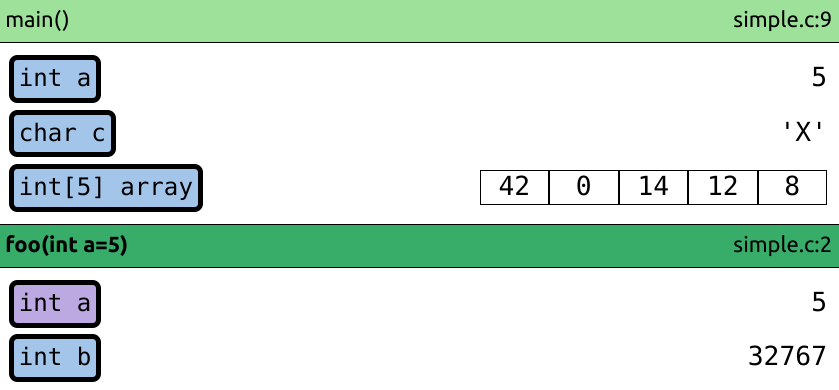 main() simple.c:9
int a 5
char c 'X'
int[5] array 42 0 14 12 8
foo(int a=5) simple.c:2
int a 5
int b 32767